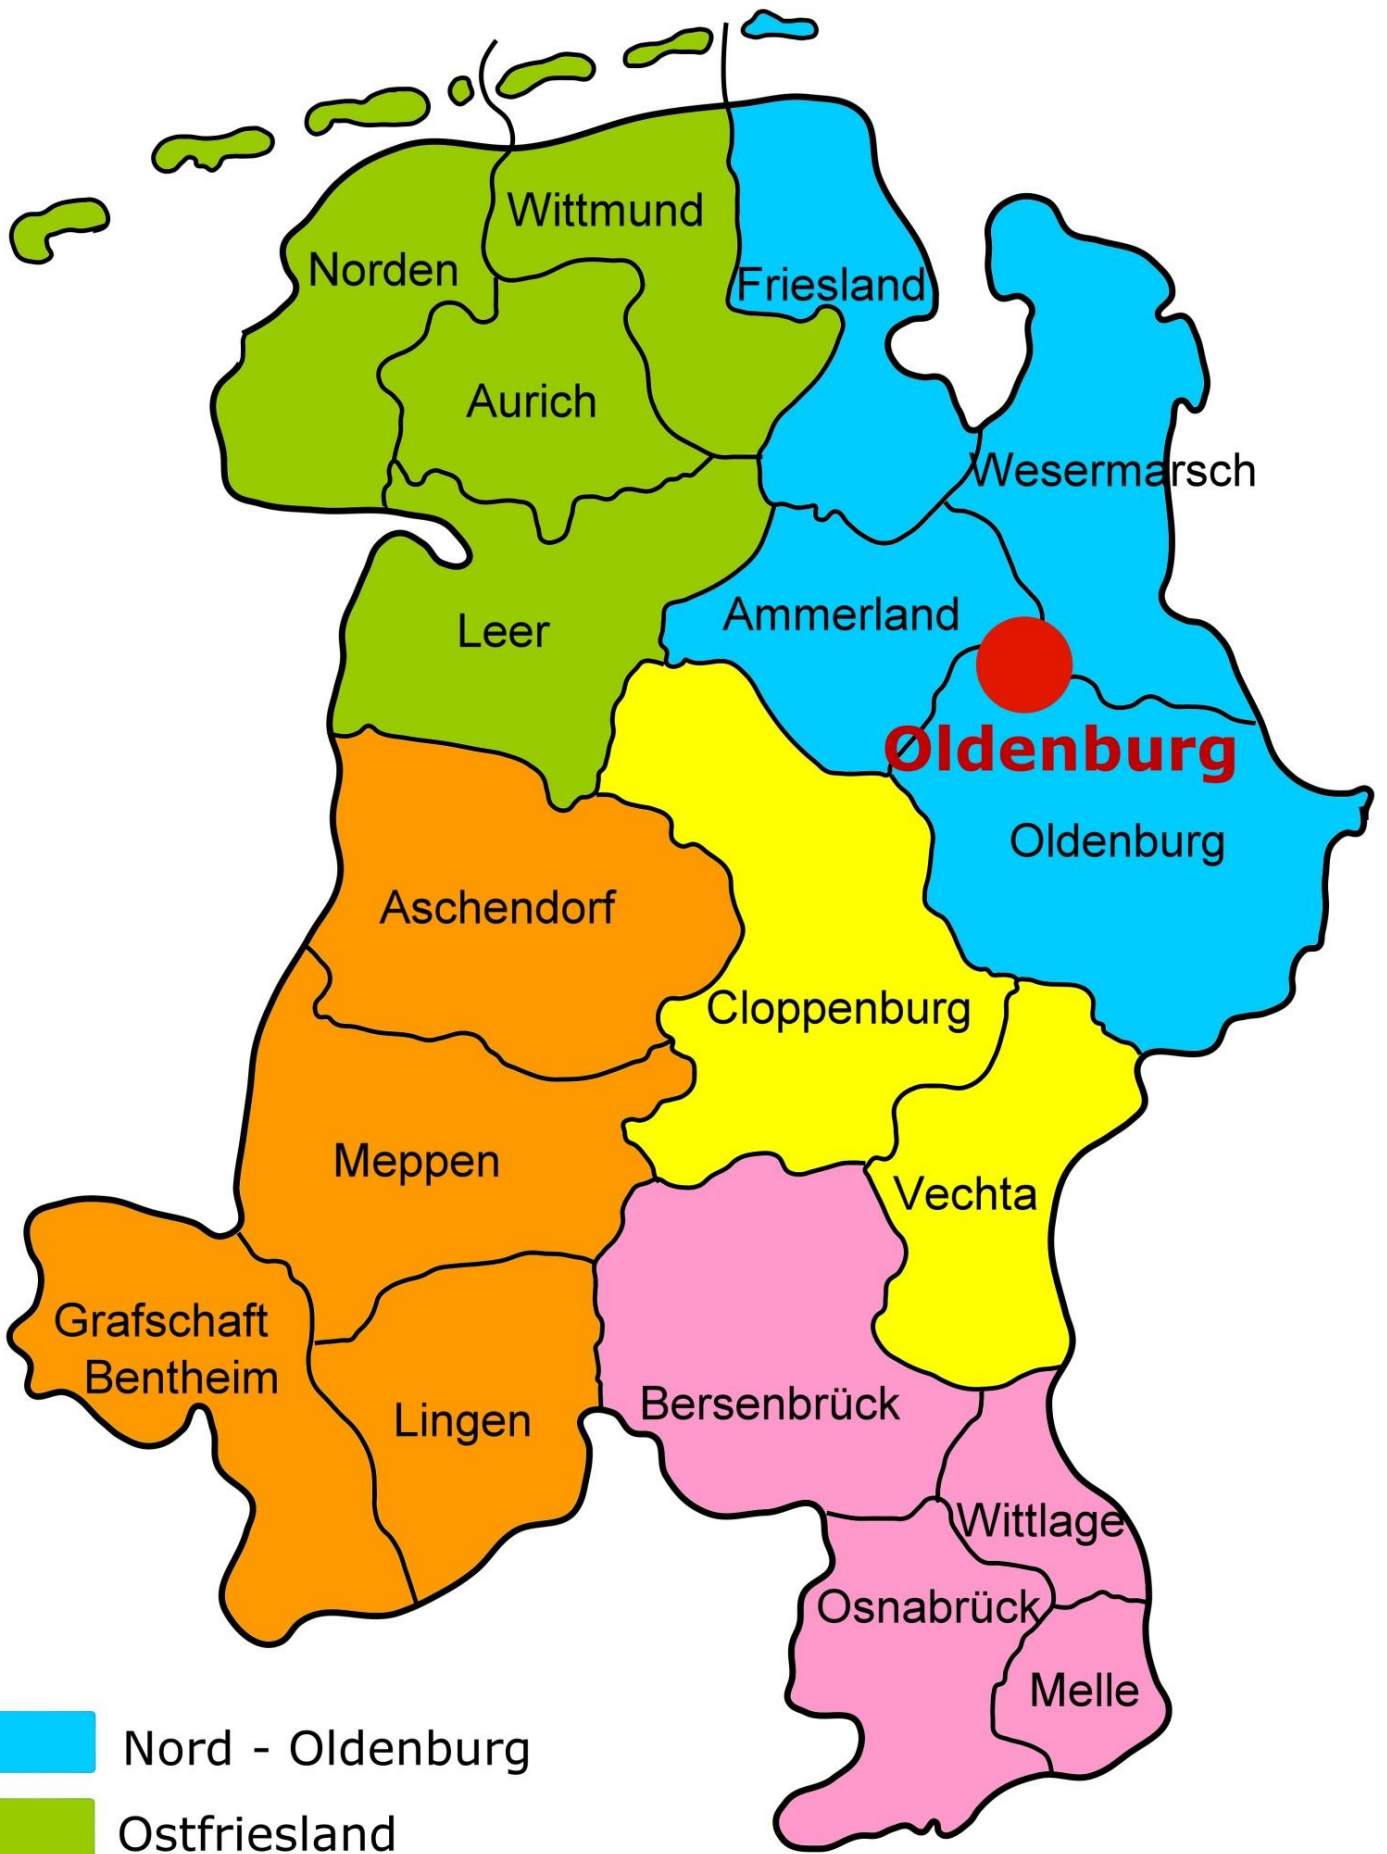 Wittmund
Norden
Friesland
Aurich
Wesermarsch
Ammerland
Leer
Oldenburg
Oldenburg
Aschendorf
Cloppenburg
Meppen
Vechta
Grafschaft
Bentheim
Bersenbrück
Lingen
Wittlage
Osnabrück
Melle
Nord - Oldenburg
Ostfriesland